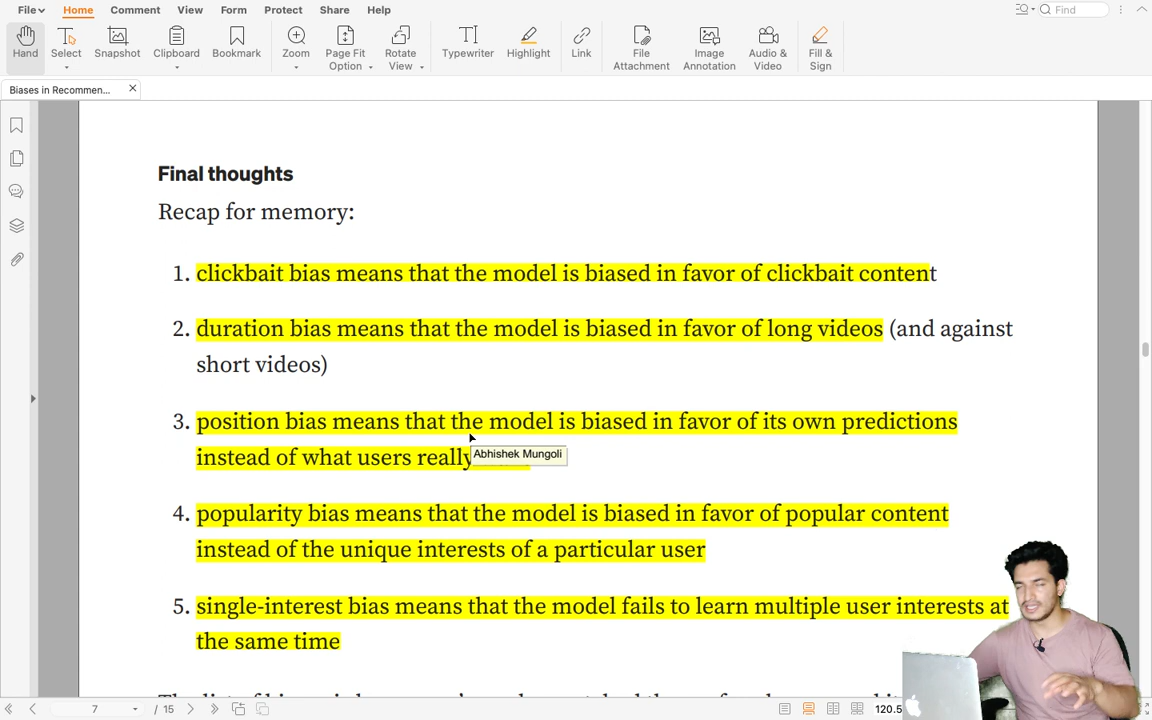 File Home Comment View Form Protect Share Help Find
Hand Select Snapshot Clipboard Bookmark Zoom Page Fit Option Rotate View Typewriter Highlight Link File Attachment Image Annotation Audio & Video Fill & Sign
Biases in Recommen...
Final thoughts
Recap for memory:
1. clickbait bias means that the model is biased in favor of clickbait content
2. duration bias means that the model is biased in favor of long videos (and against
short videos)
3. position bias means that the model is biased in favor of its own predictions
instead of what users really
Abhishek Mungoli
4. popularity bias means that the model is biased in favor of popular content
instead of the unique interests of a particular user
5. single-interest bias means that the model fails to learn multiple user interests at
the same time
7 / 15 120.5